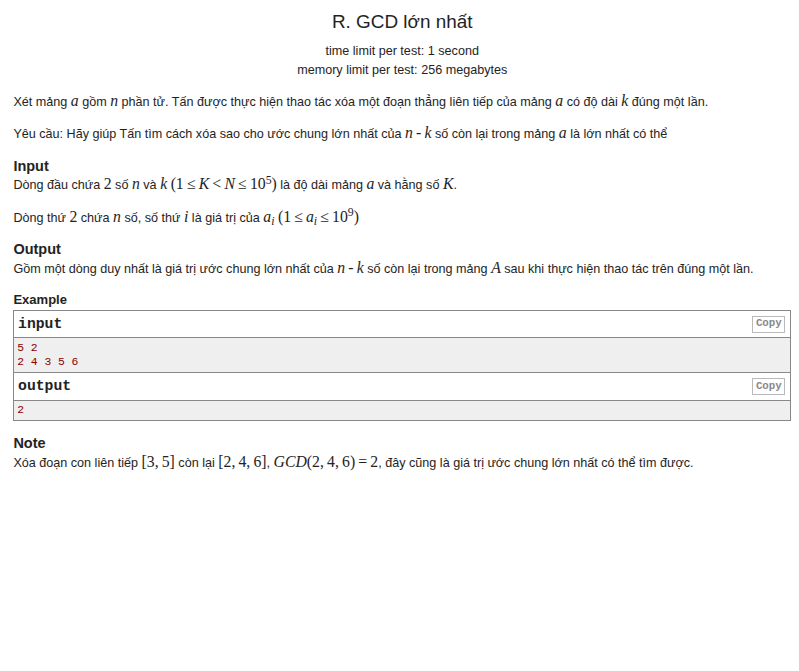 R. GCD lớn nhất
time limit per test: 1 second
memory limit per test: 256 megabytes
Xét mảng a gồm n phần tử. Tấn được thực hiện thao tác xóa một đoạn thẳng liên tiếp của mảng a có độ dài k đúng một lần.
Yêu cầu: Hãy giúp Tấn tìm cách xóa sao cho ước chung lớn nhất của n - k số còn lại trong mảng a là lớn nhất có thể
Input
Dòng đầu chứa 2 số n và k (1 ≤ K < N ≤ 10^5) là độ dài mảng a và hằng số K.
Dòng thứ 2 chứa n số, số thứ i là giá trị của a_i (1 ≤ a_i ≤ 10^9)
Output
Gồm một dòng duy nhất là giá trị ước chung lớn nhất của n - k số còn lại trong mảng A sau khi thực hiện thao tác trên đúng một lần.
Example
input Copy
5 2
2 4 3 5 6
output Copy
2
Note
Xóa đoạn con liên tiếp [3, 5] còn lại [2, 4, 6], GCD(2, 4, 6) = 2, đây cũng là giá trị ước chung lớn nhất có thể tìm được.